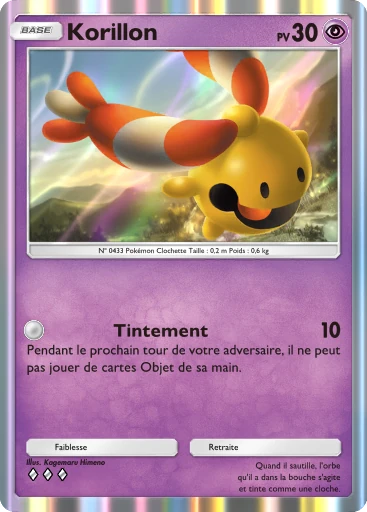 BASE Korillon PV 30
N° 0433 Pokémon Clochette Taille : 0,2 m Poids : 0,6 kg
Tintement 10
Pendant le prochain tour de votre adversaire, il ne peut
pas jouer de cartes Objet de sa main.
Faiblesse Retraite
Illus. Kagemaru Himeno
Quand il sautille, l'orbe
qu'il a dans la bouche s'agite
et tinte comme une cloche.